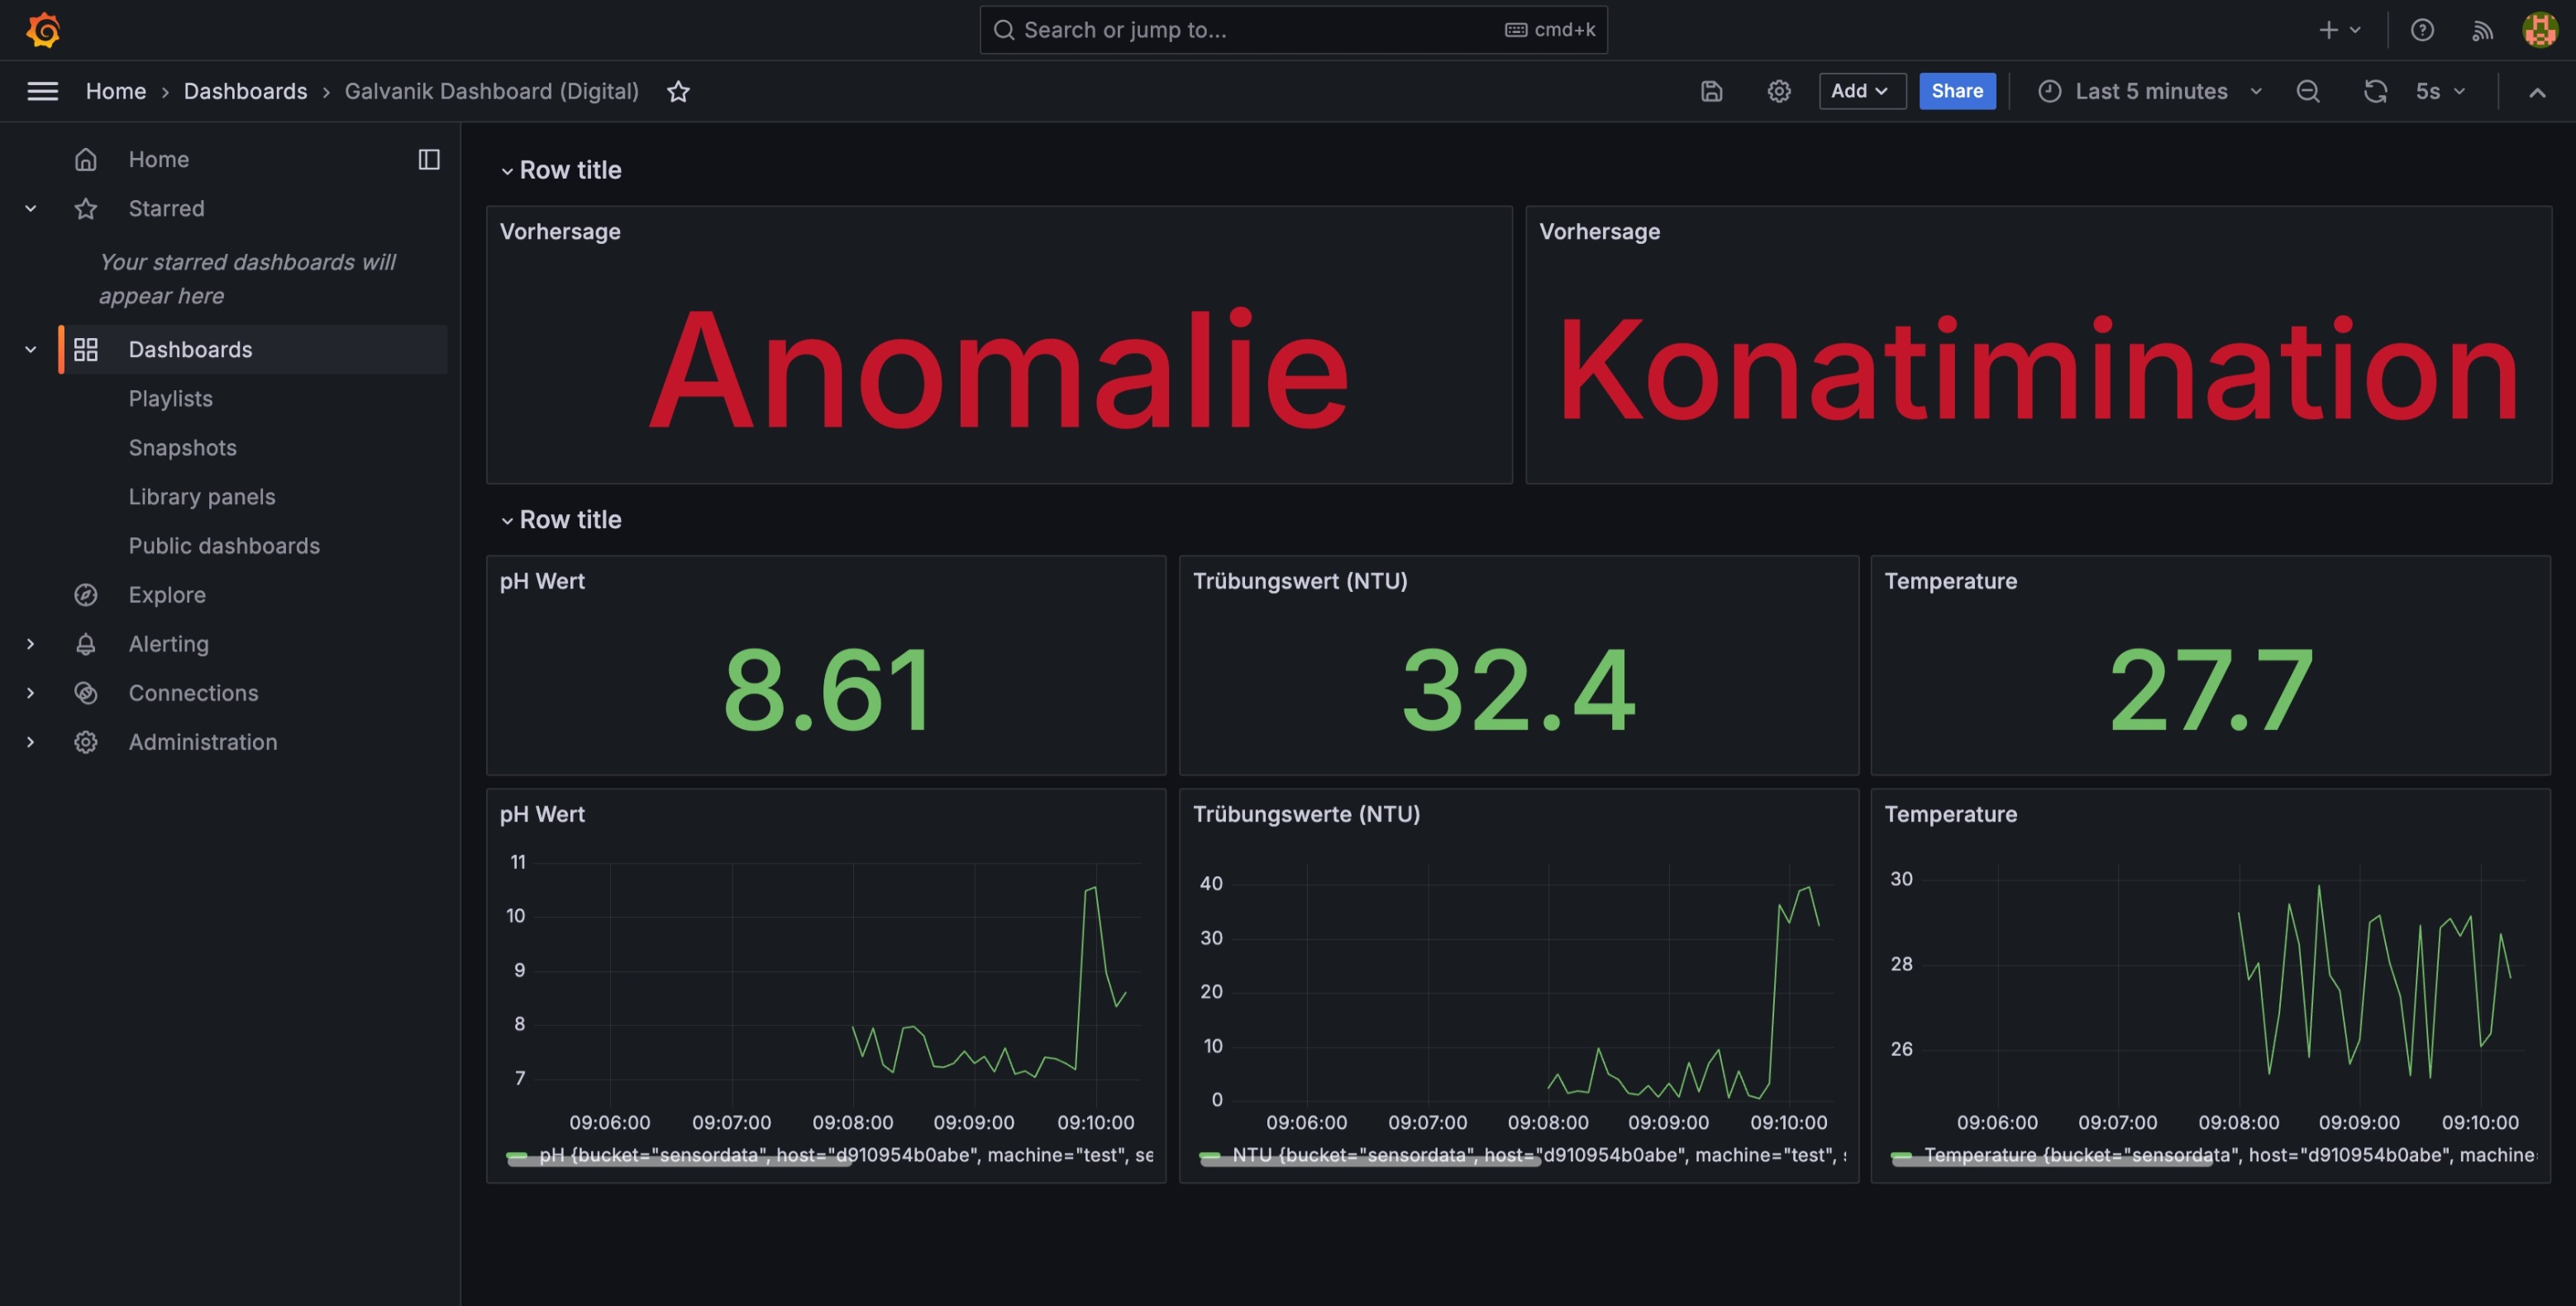 Search or jump to...
cmd+k
Home
Dashboards
Galvanik Dashboard (Digital)
Add
Share
Last 5 minutes
5s
Home
Starred
Your starred dashboards will
appear here
Dashboards
Playlists
Snapshots
Library panels
Public dashboards
Explore
Alerting
Connections
Administration
Row title
Vorhersage
Anomalie
Vorhersage
Konatimination
Row title
pH Wert
8.61
Trübungswert (NTU)
32.4
Temperature
27.7
pH Wert
11
10
9
8
7
09:06:00 09:07:00 09:08:00 09:09:00 09:10:00
pH {bucket="sensordata", host="d910954b0abe", machine="test", se
Trübungswerte (NTU)
40
30
20
10
0
09:06:00 09:07:00 09:08:00 09:09:00 09:10:00
NTU {bucket="sensordata", host="d910954b0abe", machine="test",
Temperature
30
28
26
09:06:00 09:07:00 09:08:00 09:09:00 09:10:00
Temperature {bucket="sensordata", host="d910954b0abe", machine